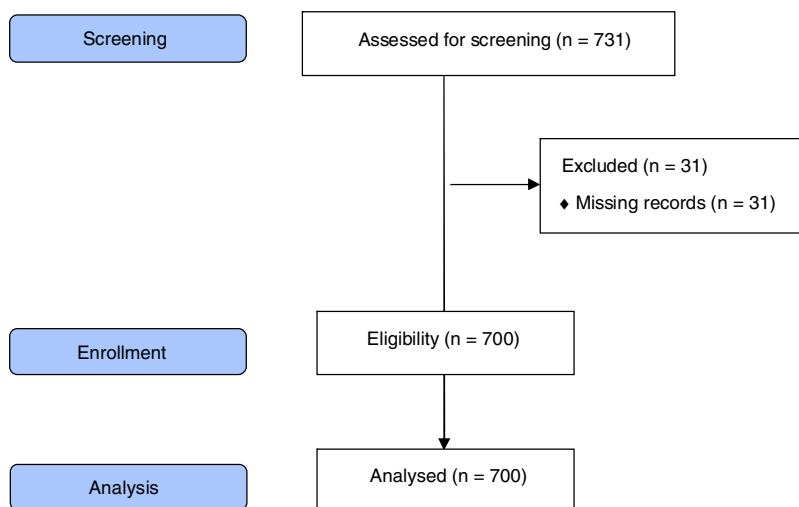 Screening
Assessed for screening (n = 731)
Excluded (n = 31)
♦ Missing records (n = 31)
Enrollment
Eligibility (n = 700)
Analysis
Analysed (n = 700)